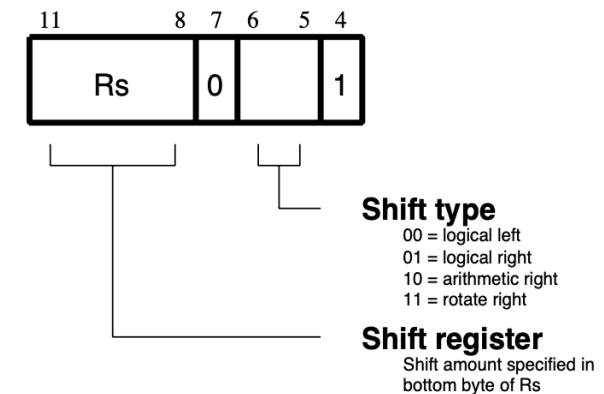 11 8 7 6 5 4
Rs 0 1
Shift type
00 = logical left
01 = logical right
10 = arithmetic right
11 = rotate right
Shift register
Shift amount specified in
bottom byte of Rs